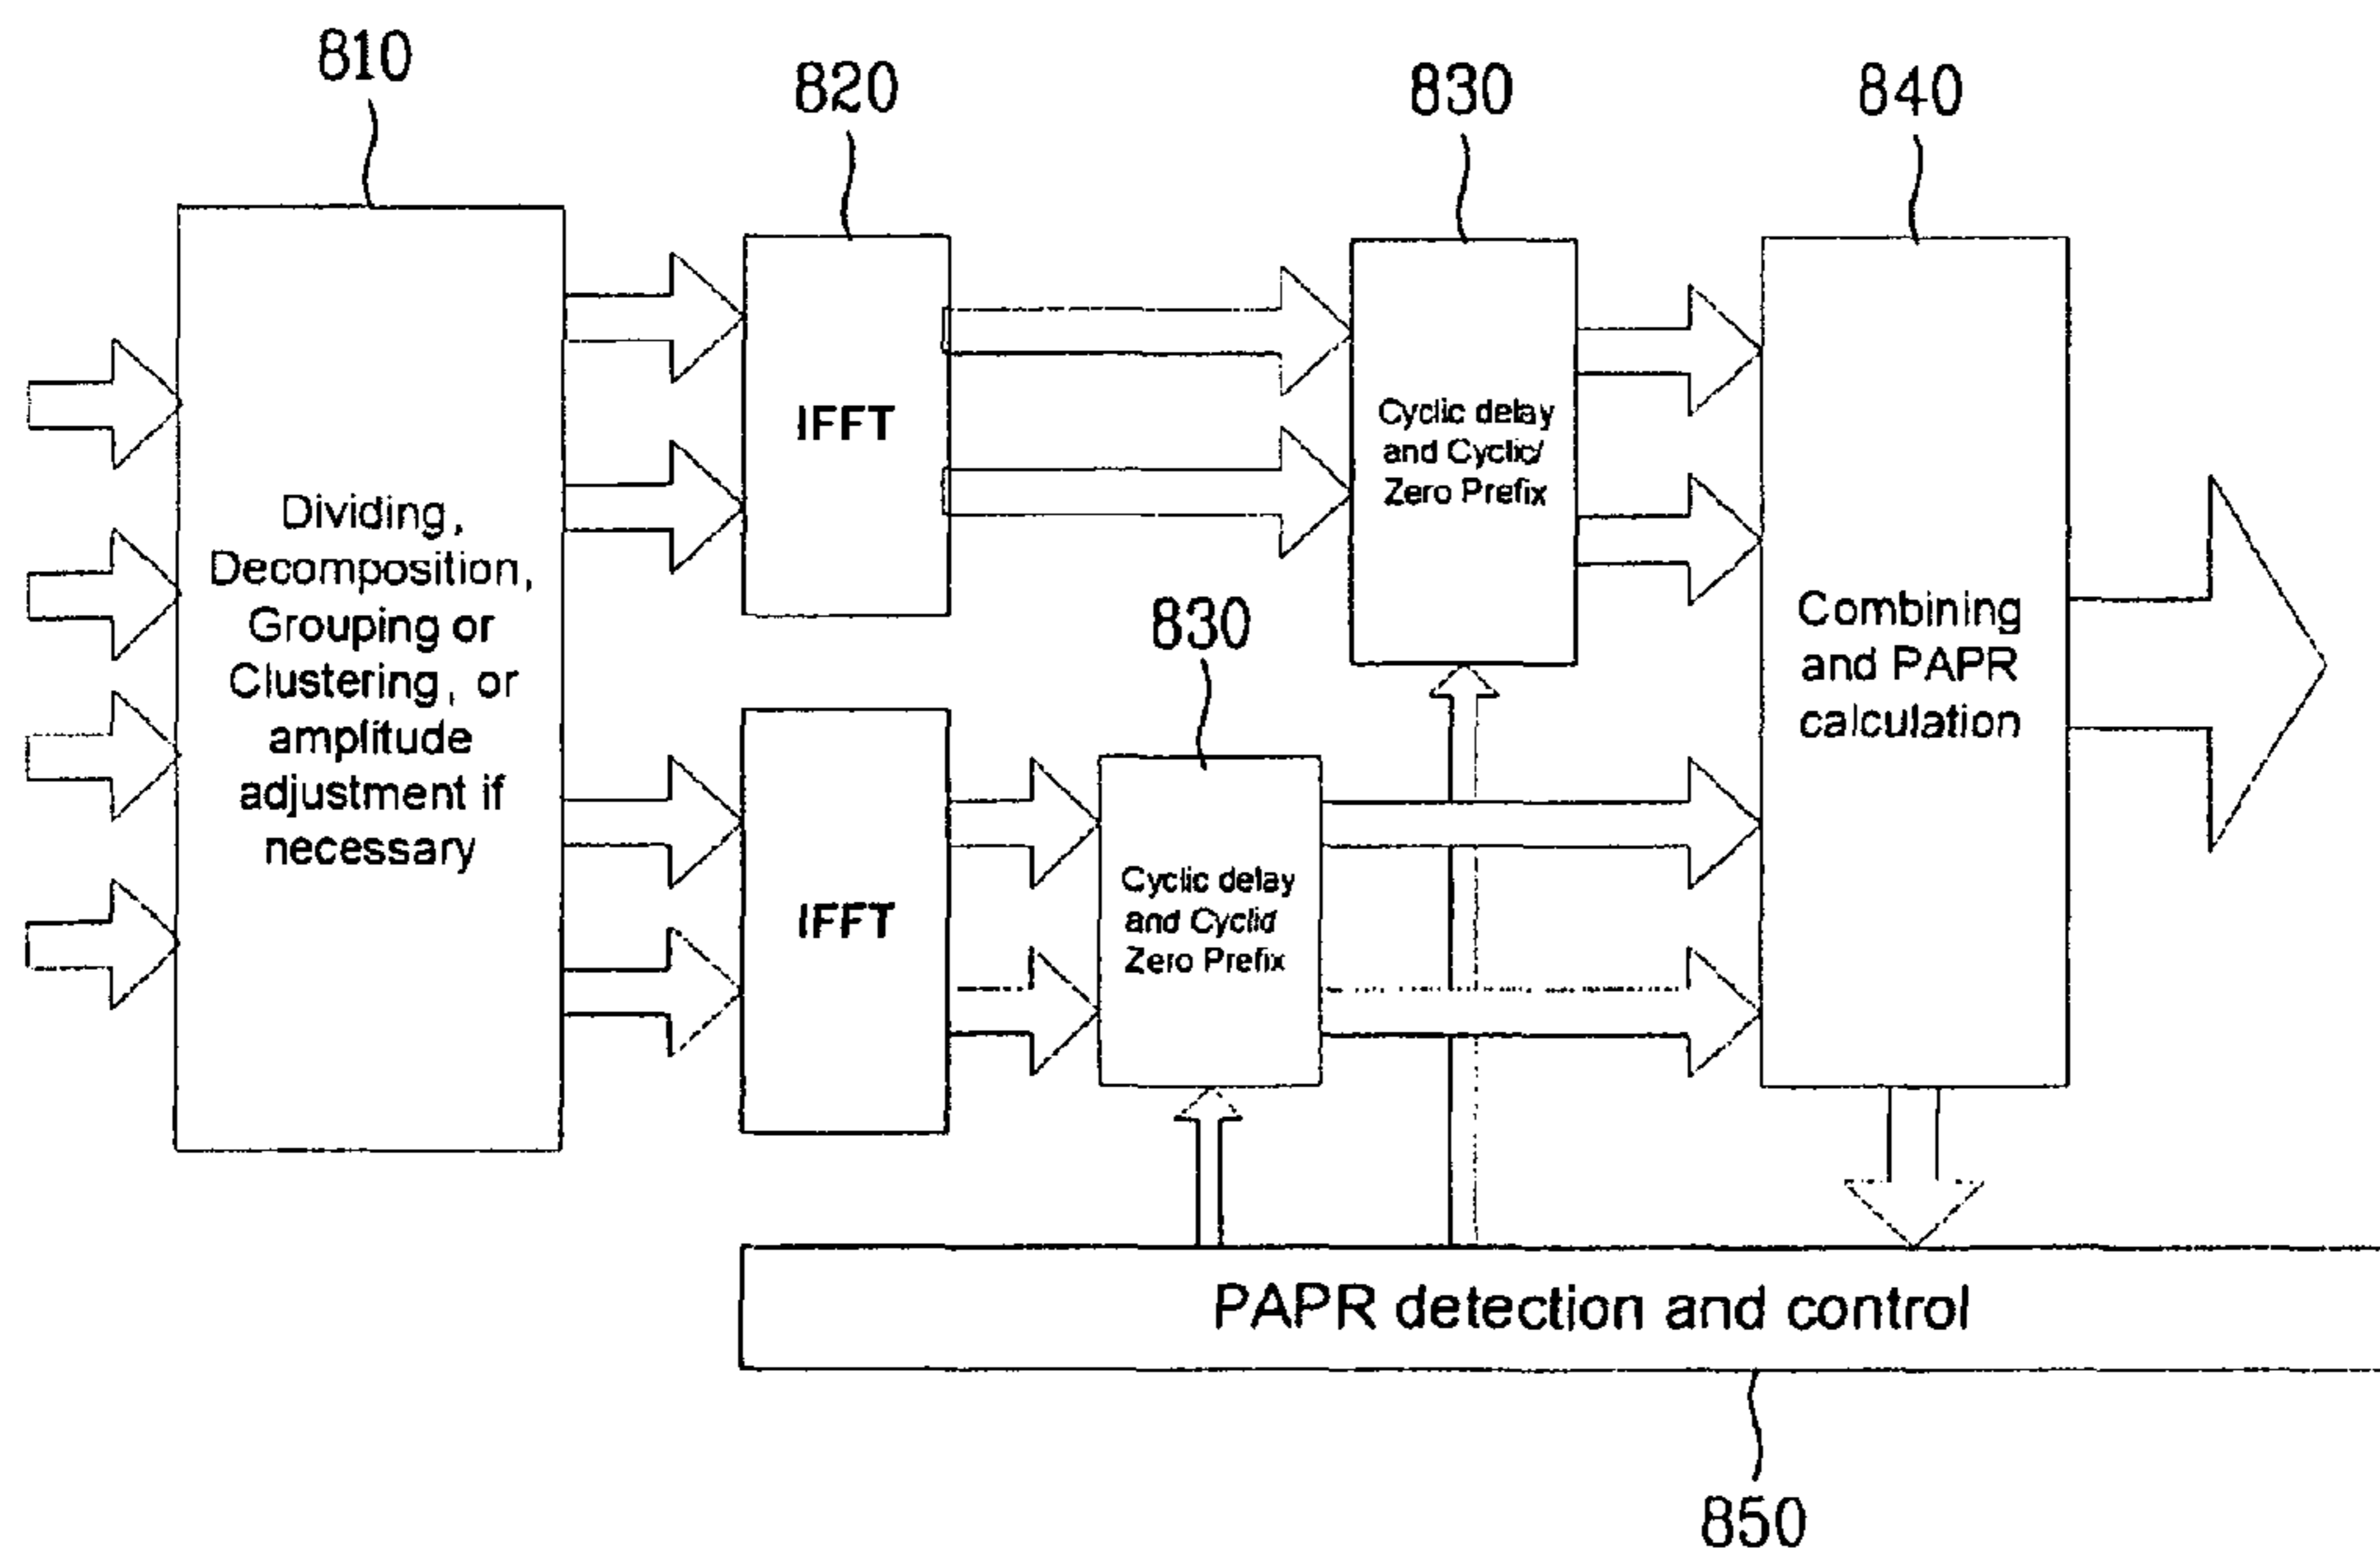 810
820
830
840
Dividing,
Decomposition,
Grouping or
Clustering, or
amplitude
adjustment if
necessary
IFFT
Cyclic delay
and Cyclic/
Zero Prefix
Combining
and PAPR
calculation
830
IFFT
Cyclic delay
and Cyclic/
Zero Prefix
PAPR detection and control
850